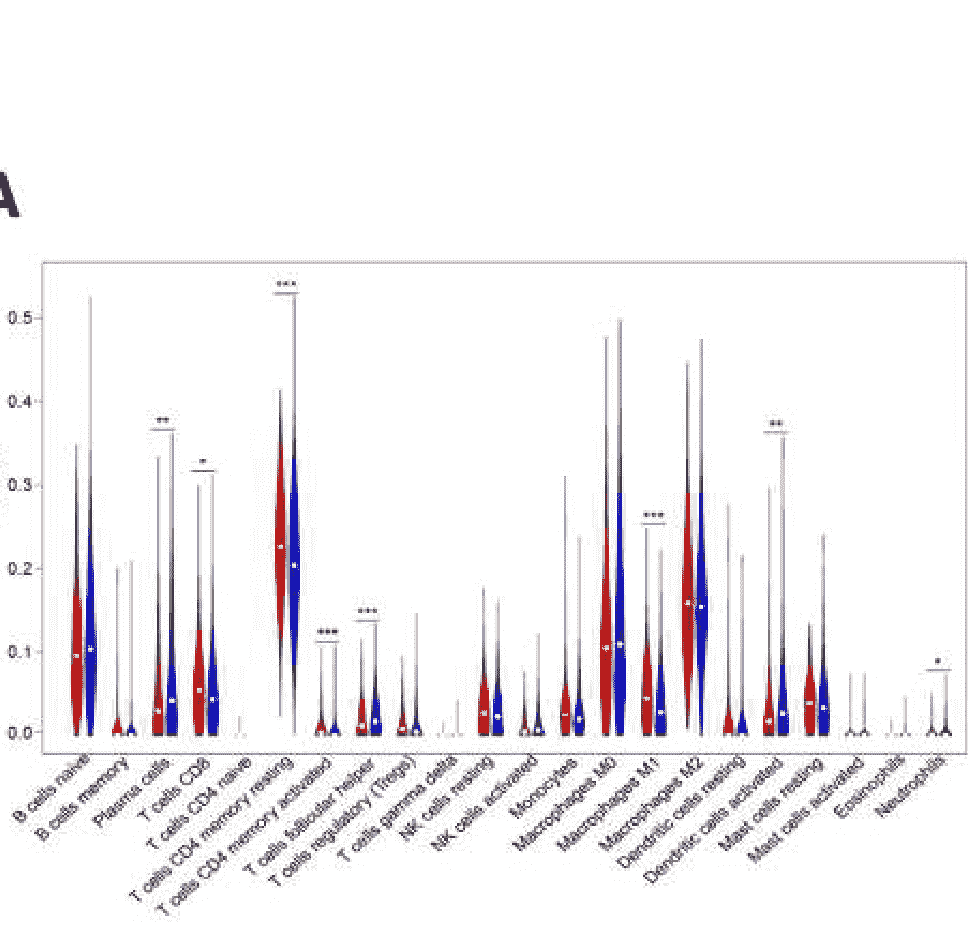 A
***
0.5
0.4
**
**
*
0.3
***
0.2
***
***
0.1
*
0.0
B cells naive
B cells memory
Plasma cells
T cells CD8
T cells CD4 naive
T cells CD4 memory resting
T cells CD4 memory activated
T cells follicular helper
T cells regulatory (Tregs)
T cells gamma delta
NK cells resting
NK cells activated
Monocytes
Macrophages M0
Macrophages M1
Macrophages M2
Dendritic cells resting
Dendritic cells activated
Mast cells resting
Mast cells activated
Eosinophils
Neutrophils